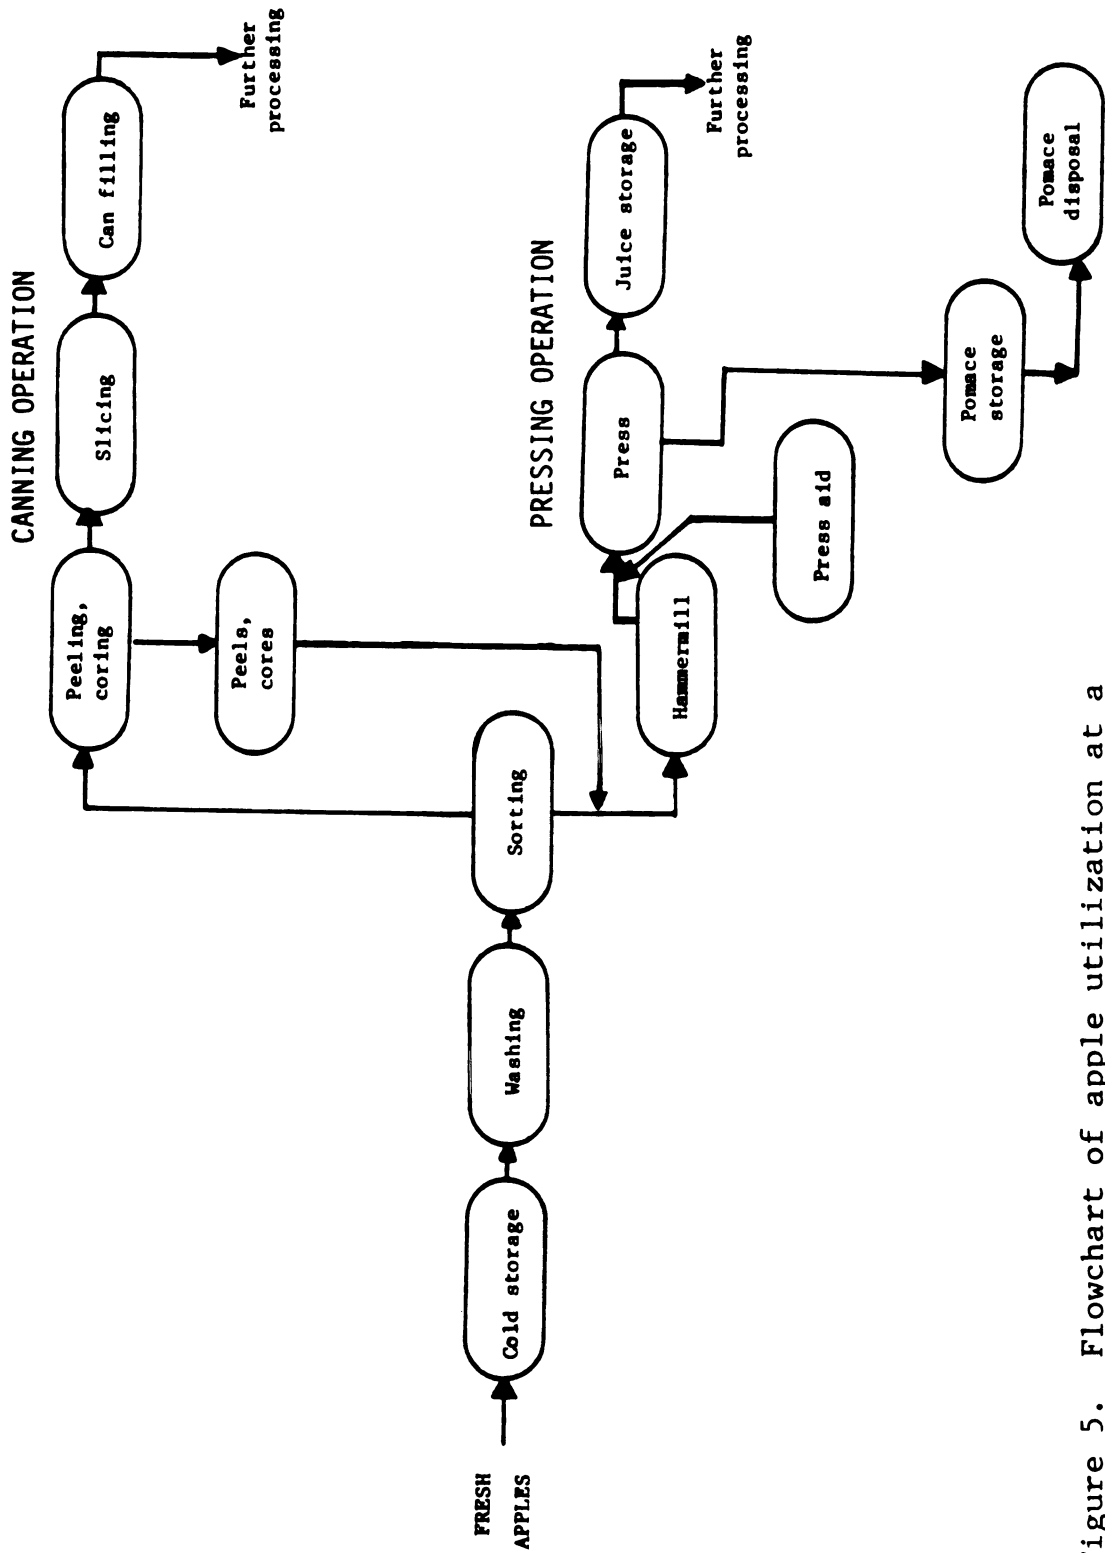 CANNING OPERATION
Peeling,
coring
Slicing
Can filling
Further
processing
Peels,
cores
FRESH
APPLES
Cold storage
Washing
Sorting
PRESSING OPERATION
Hammermill
Press
Juice storage
Further
processing
Press aid
Pomace
storage
Pomace
disposal
igure 5. Flowchart of apple utilization at a